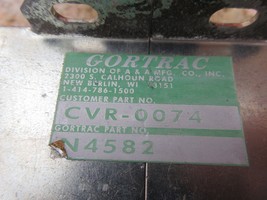 GORTRAC
DIVISION OF A & A MFG. CO., INC.
2300 S. CALHOUN ROAD
NEW BERLIN, WI 53151
1-414-786-1500
CUSTOMER PART NO.
CVR-0074
GORTRAC PART NO.
N4582